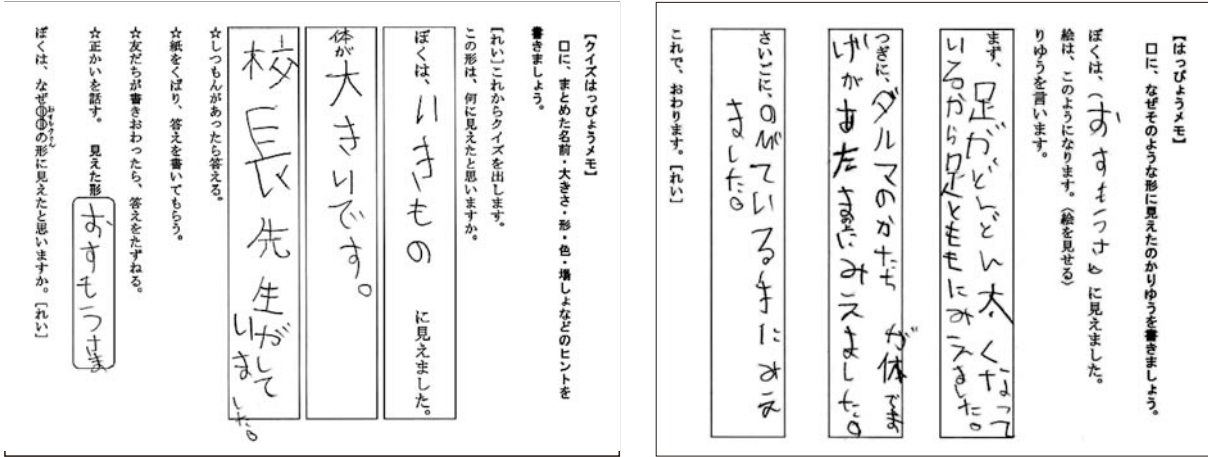 【クイズはっぴょうメモ】
口に、まとめた名前・大きさ・形・色・場しょなどのヒントを
書きましょう。
[れい]これからクイズを出します。
この形は、何に見えたと思いますか。
ぼくは、いきもの に見えました。
体が大きいです。
校長先生がして
いました。
☆しつもんがあったら答える。
☆紙をくばり、答えを書いてもらう。
☆友だちが書きおわったら、答えをたずねる。
☆正かいを話す。 見えた形 おすもうさま
ぼくは、なぜ○○の形に見えたと思いますか。[れい]
【はっぴょうメモ】
口に、なぜそのような形に見えたのかりゆうを書きましょう。
ぼくは、(おすもうさま)に見えました。
絵は、このようになります。〈絵を見せる〉
りゆうを言います。
まず、足がどんどん太くなって
いるから足とももにみえました。
つぎに、ダルマのかたち が体です
げがあたまにみえました。
さいごに、のびている
ました。
これで、おわります。[れい]